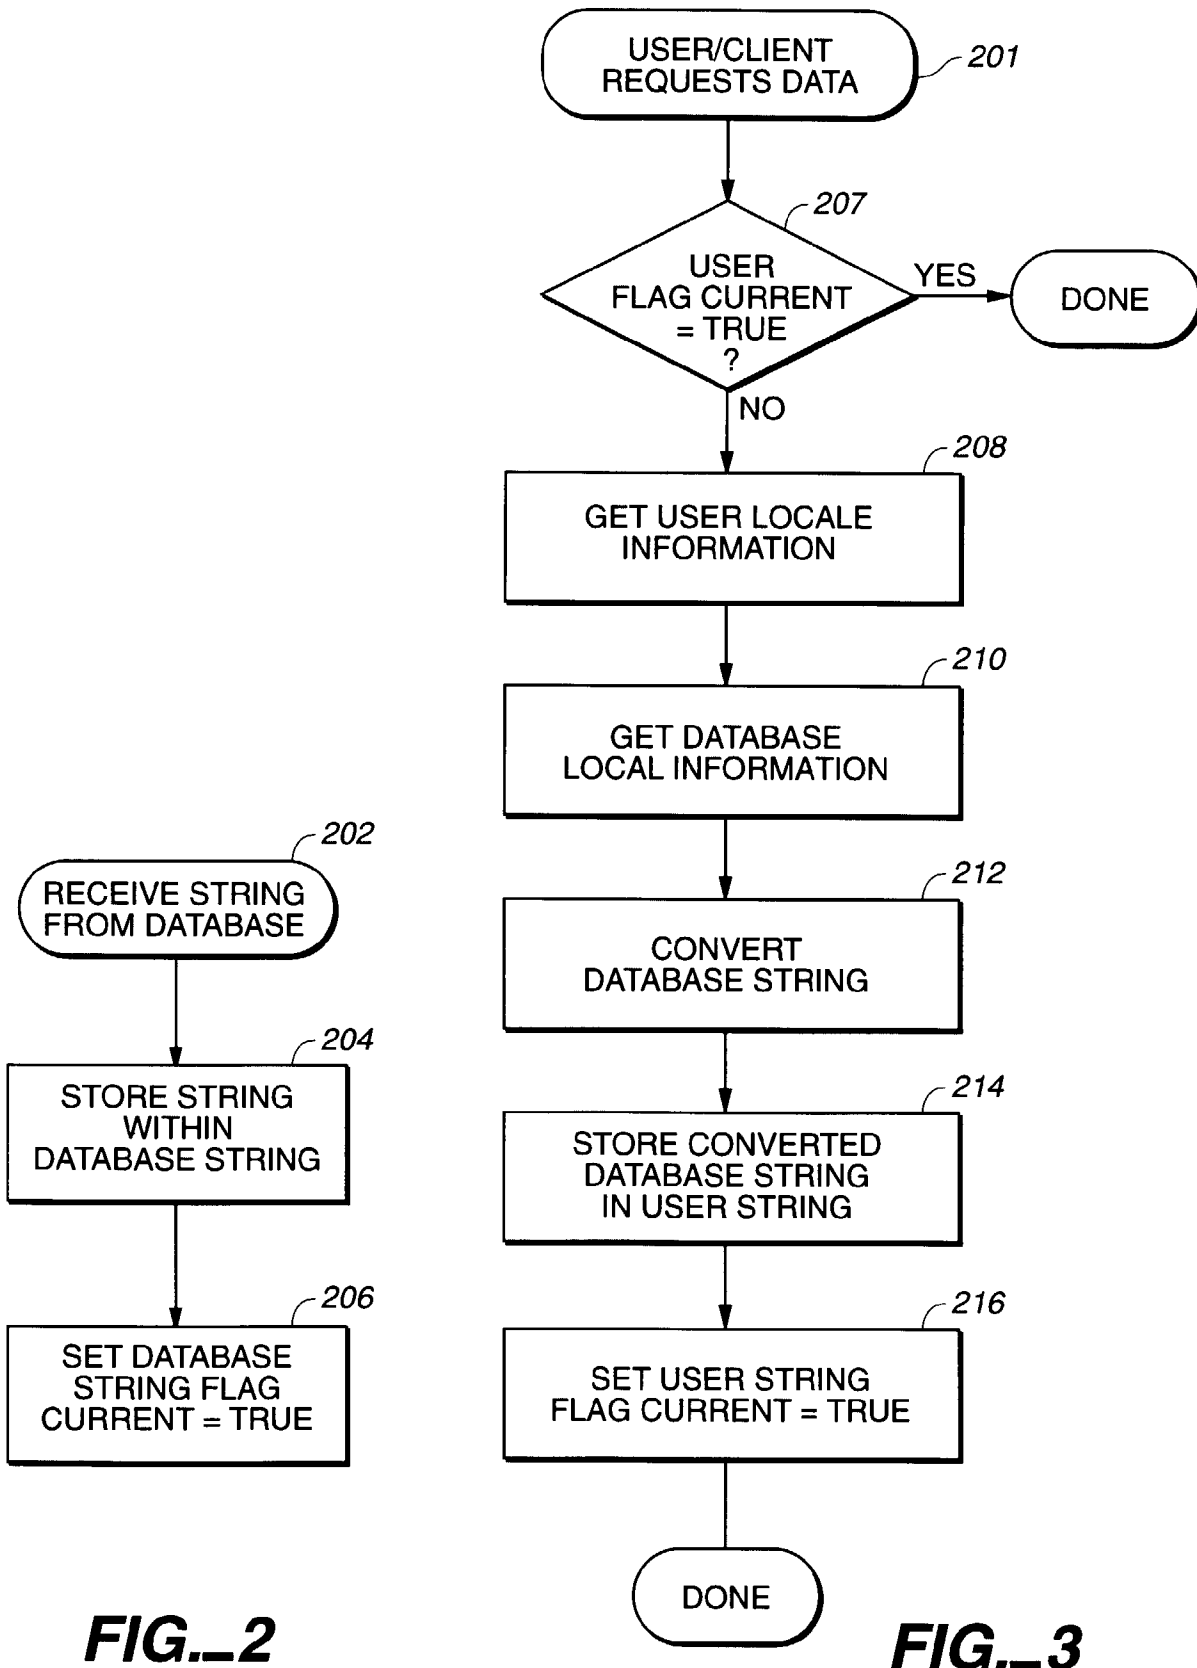 USER/CLIENT
REQUESTS DATA
201
207
USER
FLAG CURRENT
= TRUE
?
YES
DONE
NO
208
GET USER LOCALE
INFORMATION
210
GET DATABASE
LOCAL INFORMATION
212
CONVERT
DATABASE STRING
214
STORE CONVERTED
DATABASE STRING
IN USER STRING
216
SET USER STRING
FLAG CURRENT = TRUE
DONE
FIG._3
202
RECEIVE STRING
FROM DATABASE
204
STORE STRING
WITHIN
DATABASE STRING
206
SET DATABASE
STRING FLAG
CURRENT = TRUE
FIG._2